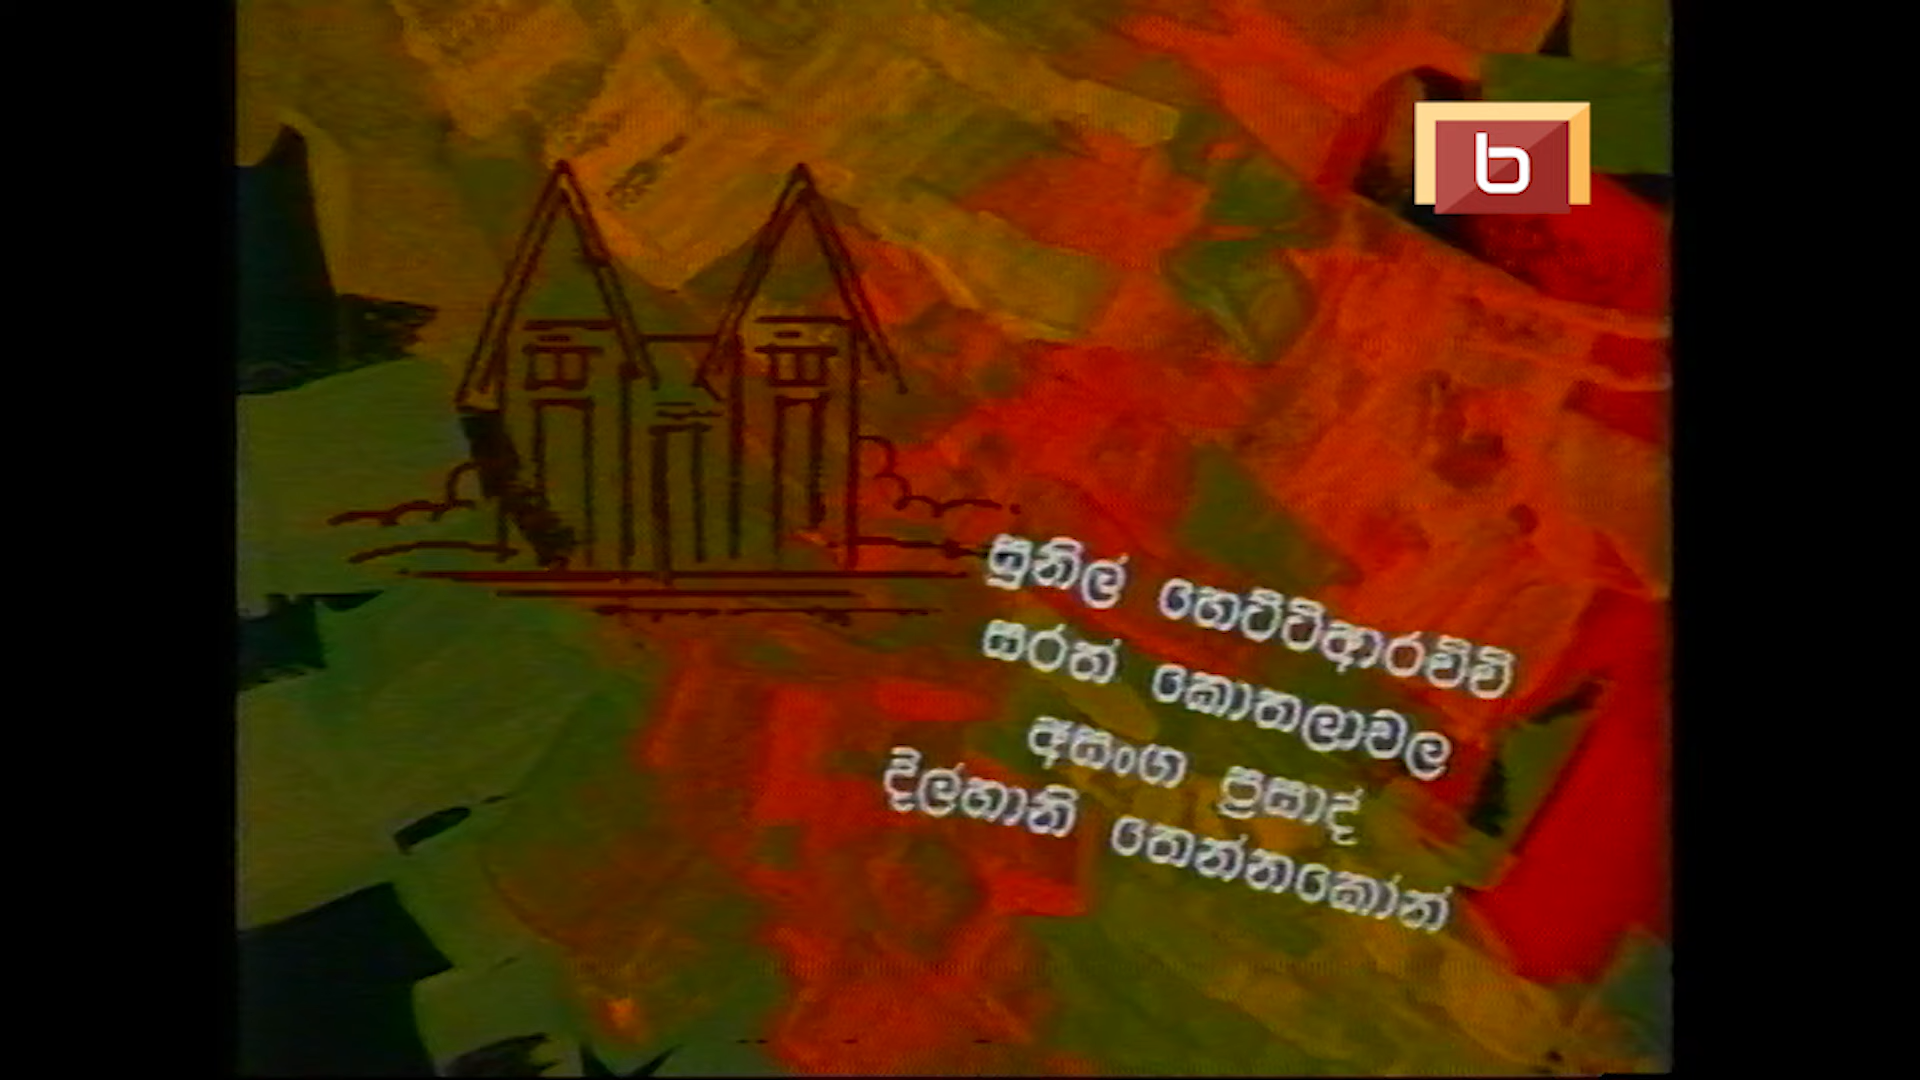 b
සුනිල් හෙට්ටිආරච්චි
සරත් කොතලාවල
අසංග ප්‍රසාද්
දිල්හානි තෙන්නකෝන්